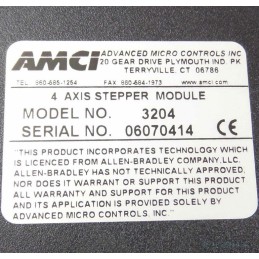 AMCI
ADVANCED MICRO CONTROLS INC
20 GEAR DRIVE PLYMOUTH IND. PK
TERRYVILLE, CT 06786
TEL. 860-585-1254 FAX 860-584-1973 www.amci.com
4 AXIS STEPPER MODULE
MODEL NO. 3204
SERIAL NO. 06070414 CE
"THIS PRODUCT INCORPORATES TECHNOLOGY WHICH
IS LICENSED BY ALLEN-BRADLEY COMPANY, INC.
ALLEN-BRADLEY HAS NOT TECHNICALLY APPROVED,
NOR DOES IT WARRANT OR SUPPORT THIS PRODUCT.
ANY WARRANTY AND SUPPORT FOR THIS PRODUCT
AND ITS APPLICATION IS PROVIDED SOLELY BY
ADVANCED MICRO CONTROLS INC."